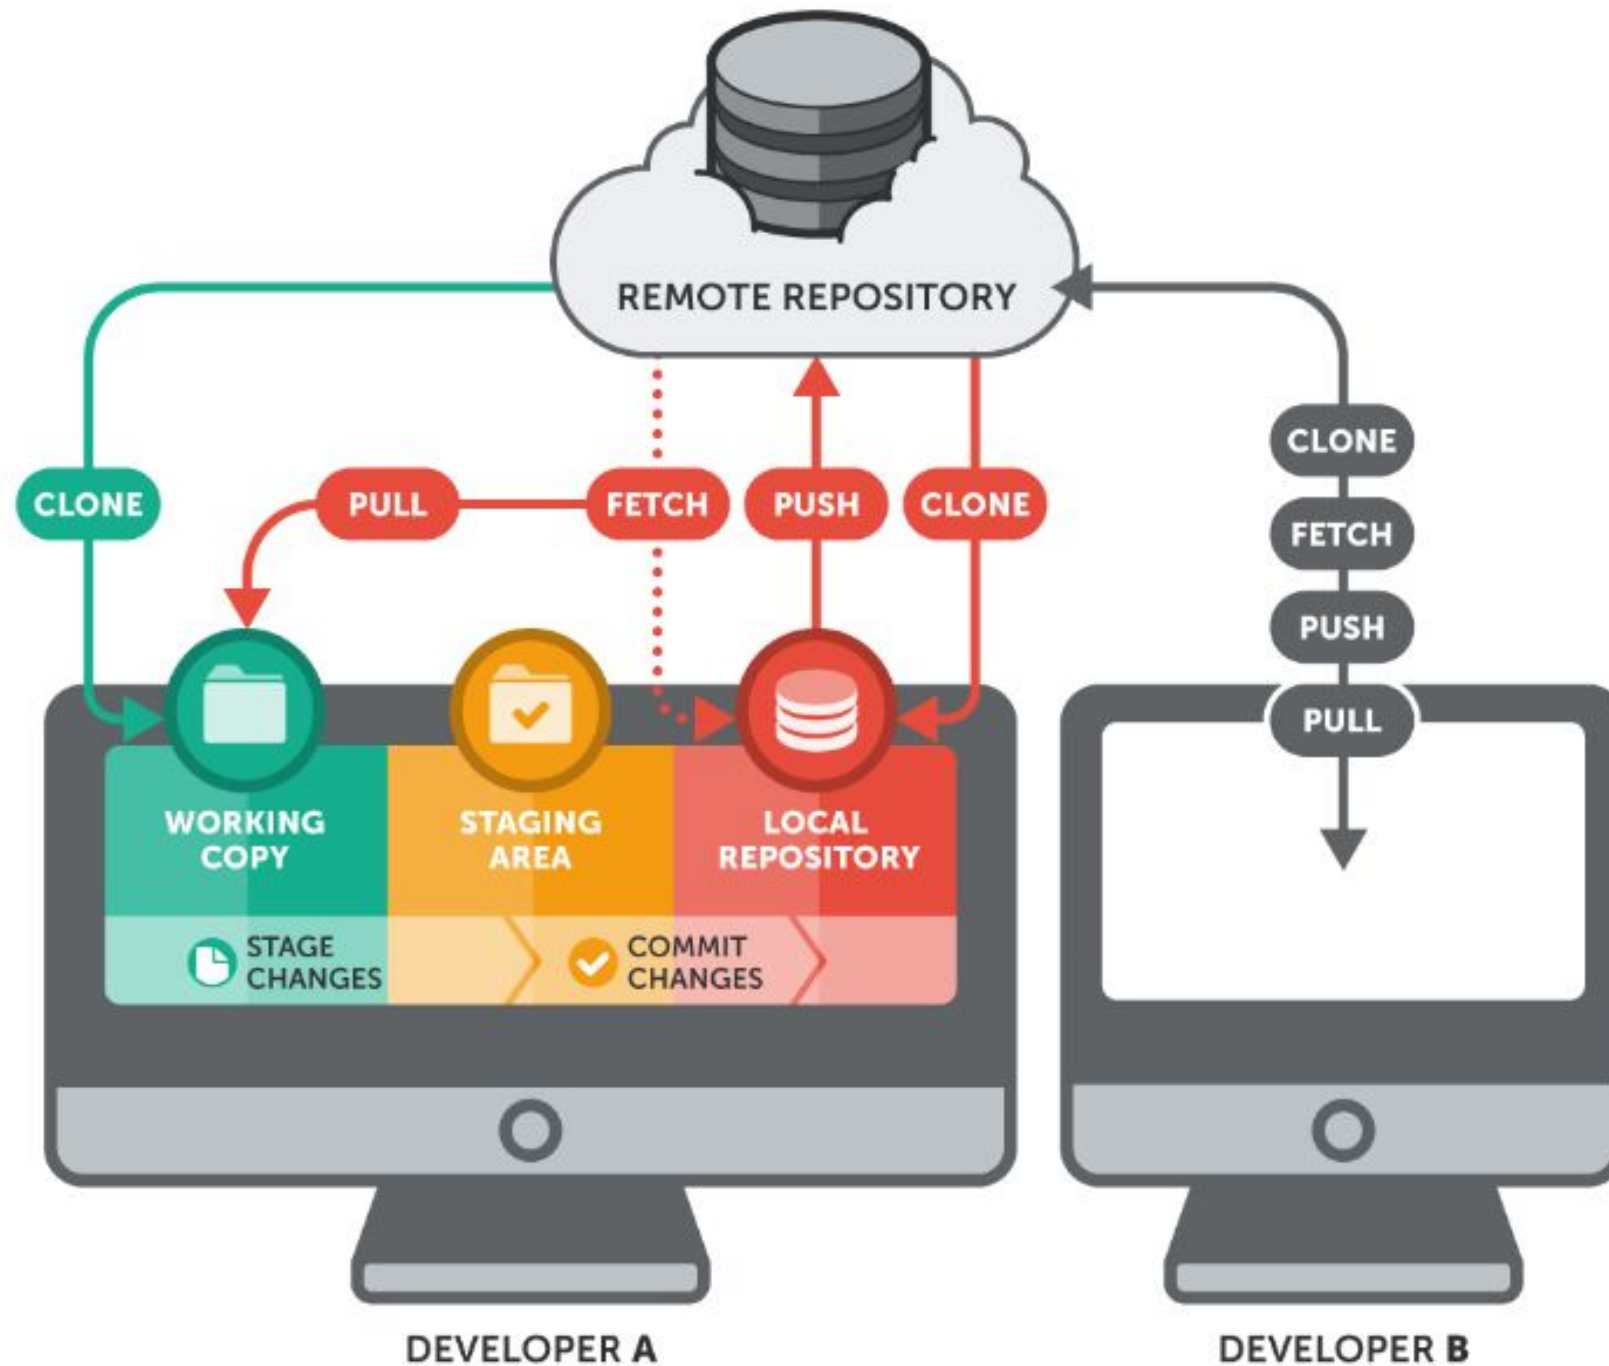 REMOTE REPOSITORY
CLONE
PULL
FETCH
PUSH
CLONE
CLONE
FETCH
PUSH
PULL
WORKING
COPY
STAGING
AREA
LOCAL
REPOSITORY
STAGE
CHANGES
COMMIT
CHANGES
DEVELOPER A
DEVELOPER B